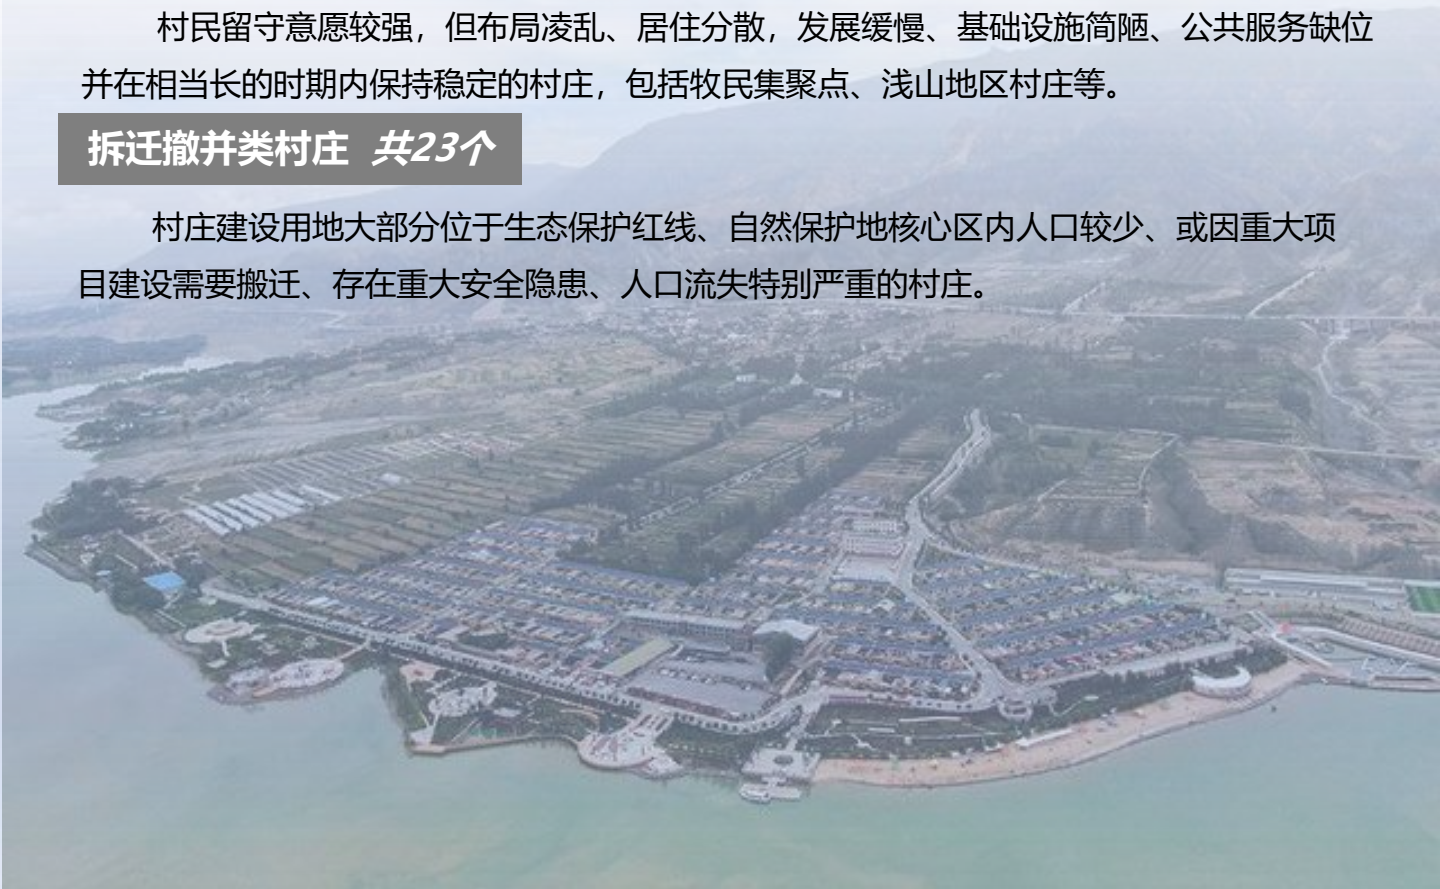 村民留守意愿较强，但布局凌乱、居住分散，发展缓慢、基础设施简陋、公共服务缺位
并在相当长的时期内保持稳定的村庄，包括牧民集聚点、浅山地区村庄等。
拆迁撤并类村庄 共23个
村庄建设用地大部分位于生态保护红线、自然保护地核心区内人口较少、或因重大项
目建设需要搬迁、存在重大安全隐患、人口流失特别严重的村庄。